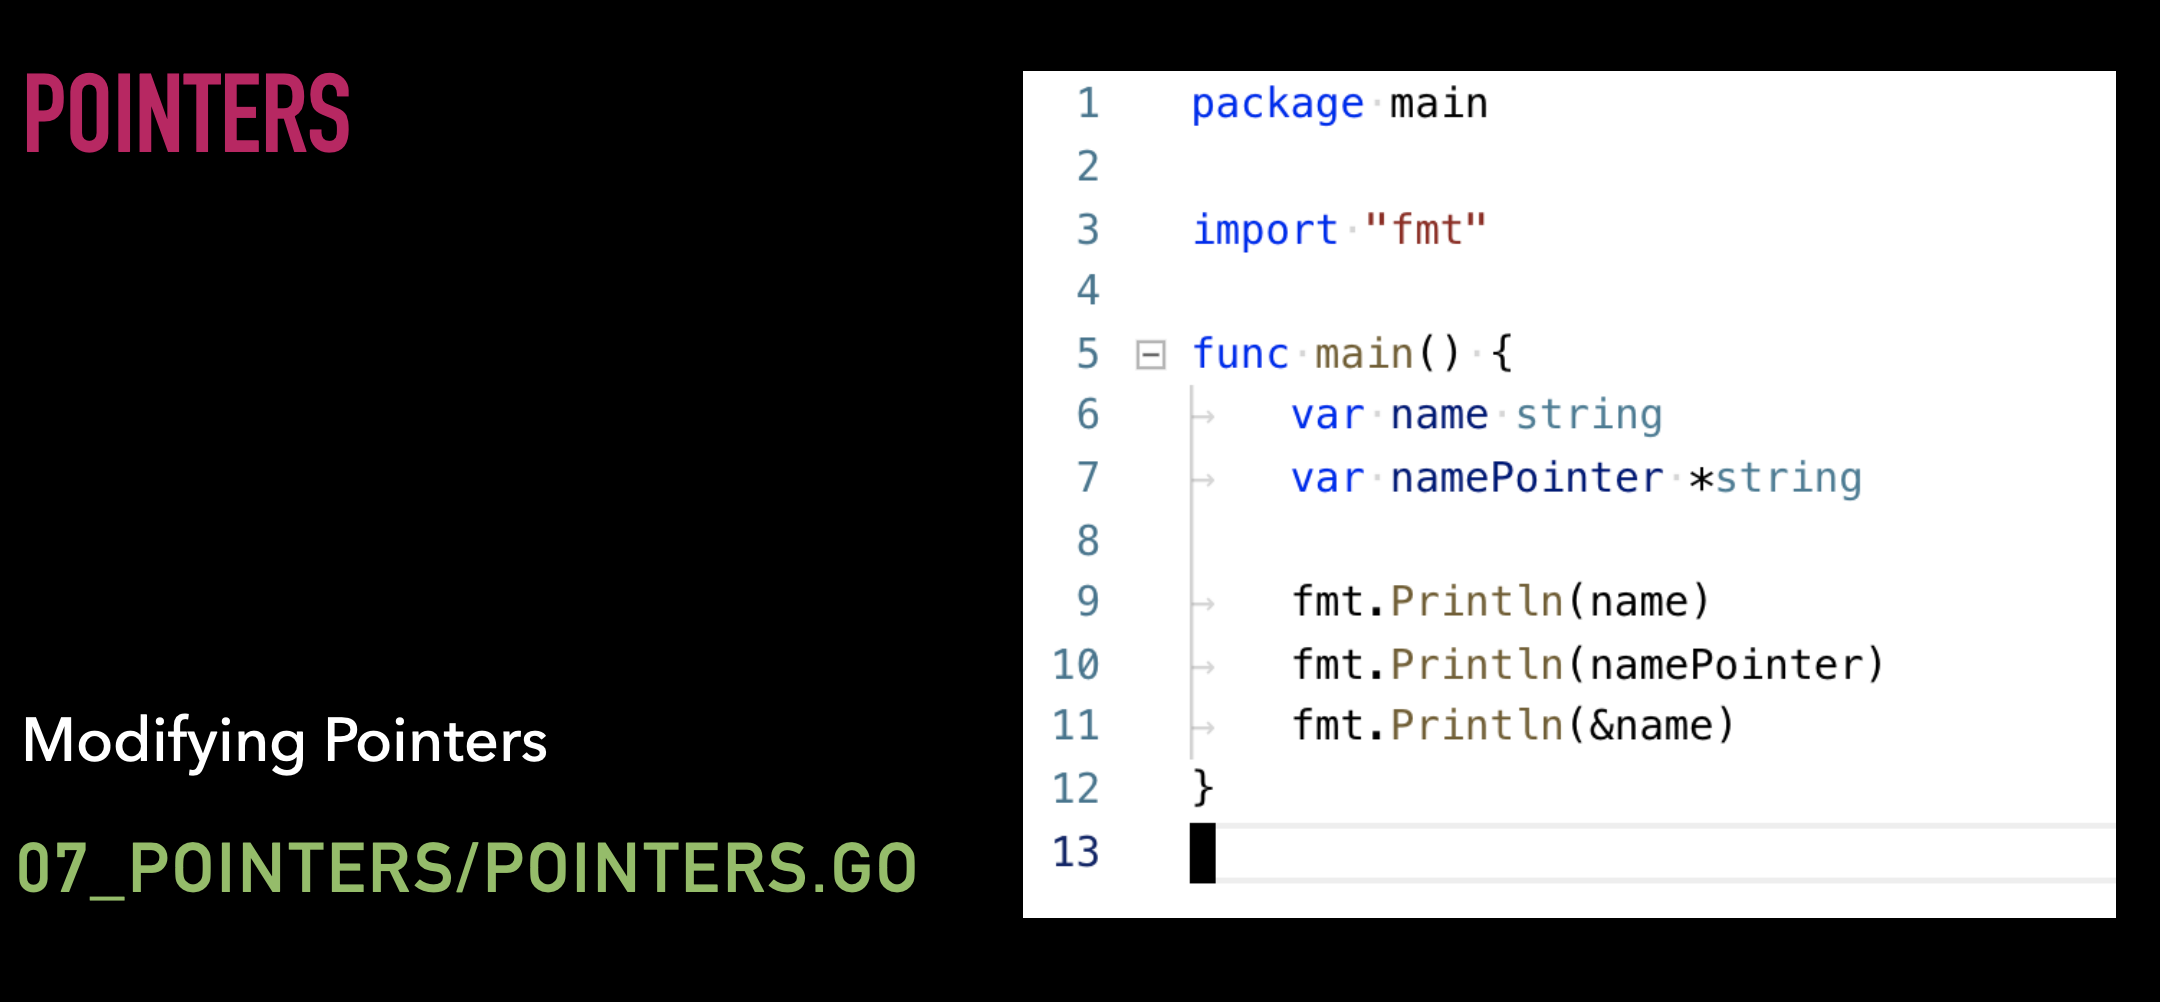 POINTERS
Modifying Pointers
07_POINTERS/POINTERS.GO
1 package main
2
3 import "fmt"
4
5 func main() {
6 var name string
7 var namePointer *string
8
9 fmt.Println(name)
10 fmt.Println(namePointer)
11 fmt.Println(&name)
12 }
13